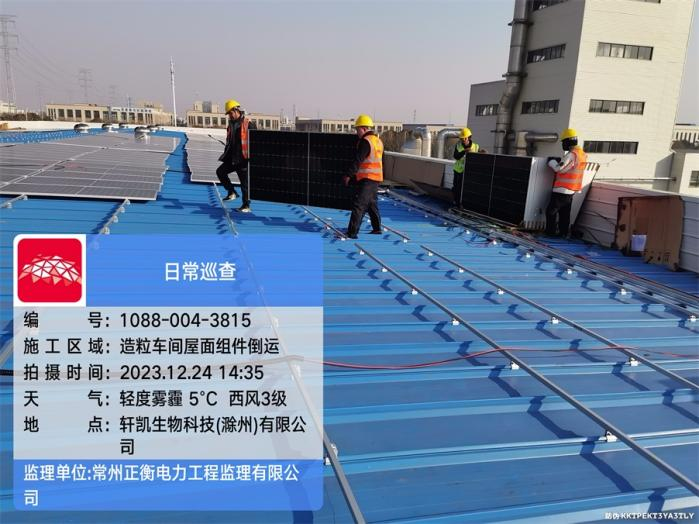 日常巡查
编号：1088-004-3815
施工区域：造粒车间屋面组件倒运
拍摄时间：2023.12.24 14:35
天气：轻度雾霾 5℃ 西风3级
地点：轩凯生物科技(滁州)有限公
司
监理单位:常州正衡电力工程监理有限公
司
防伪KKTPEKT3YA3TLY